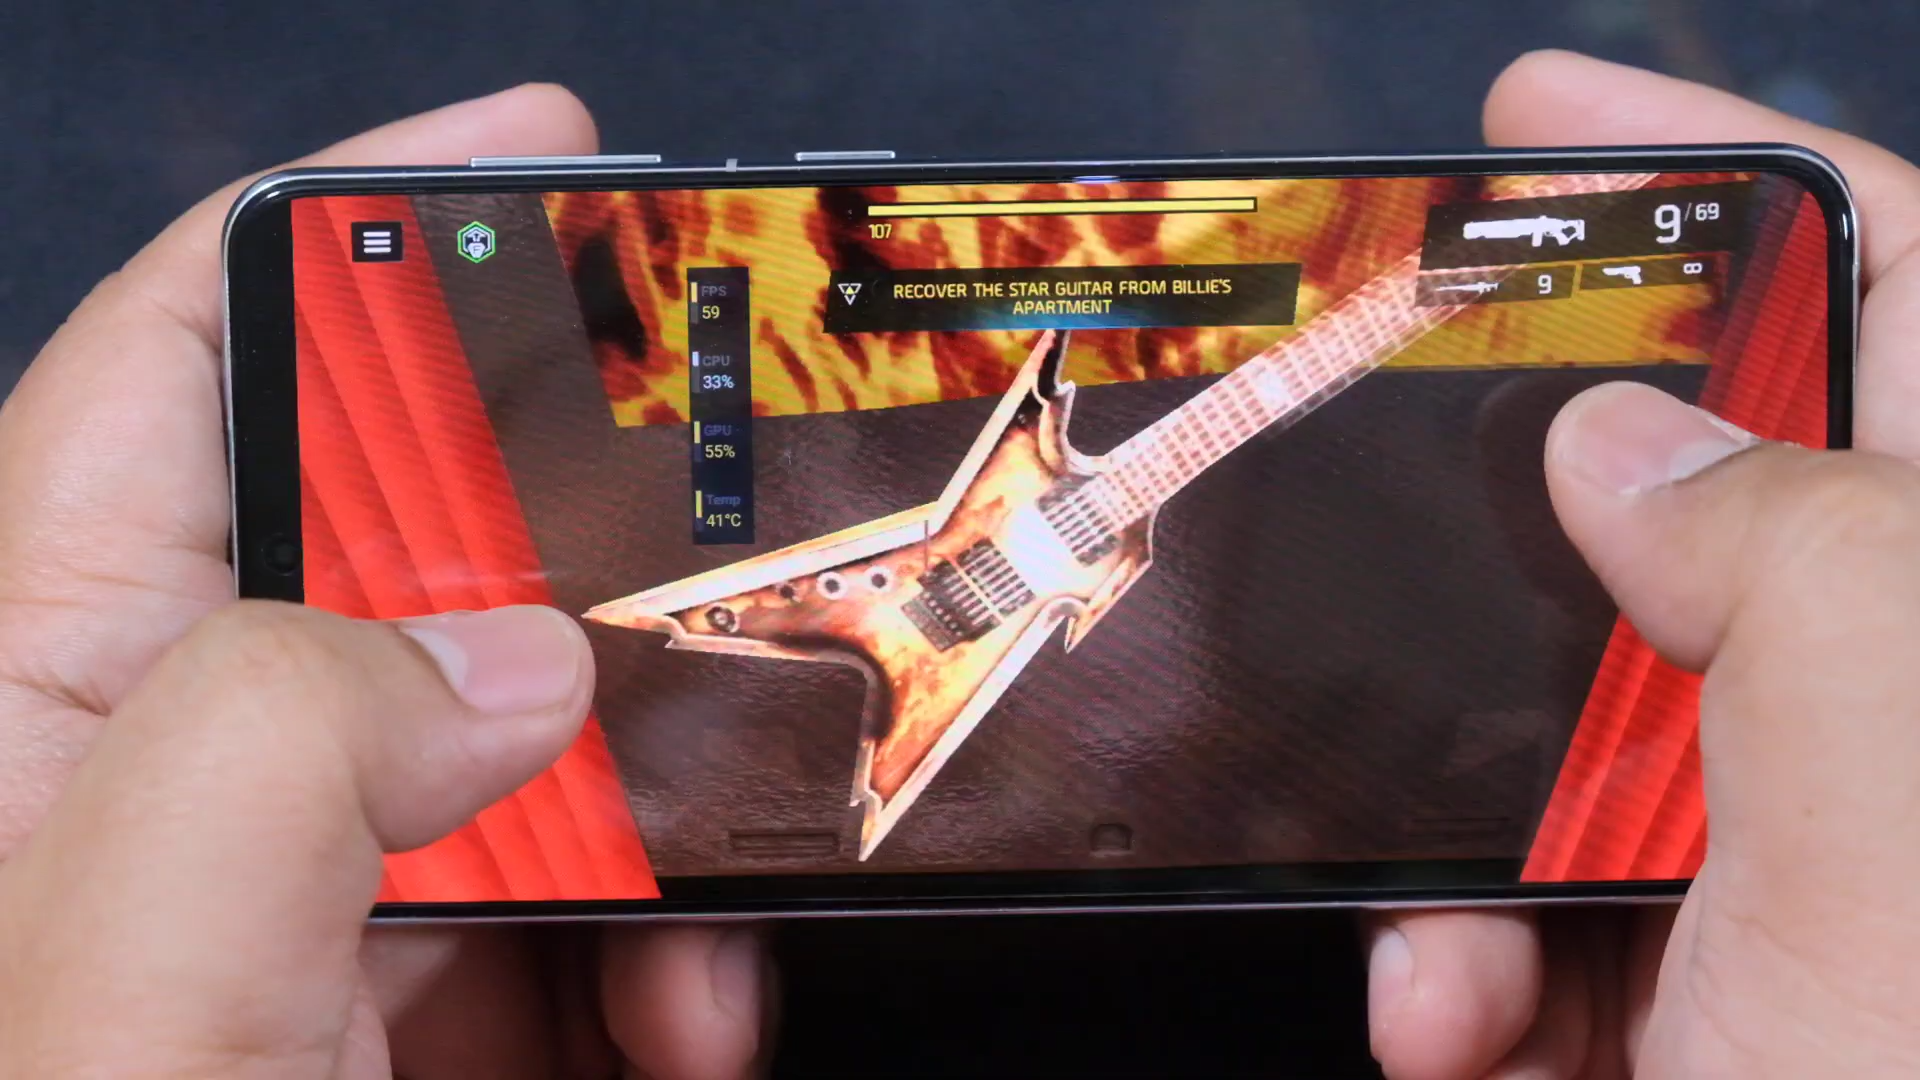 107
9/69
9
∞
RECOVER THE STAR GUITAR FROM BILLIE'S
APARTMENT
FPS
59
CPU
33%
GPU
55%
Temp
41°C